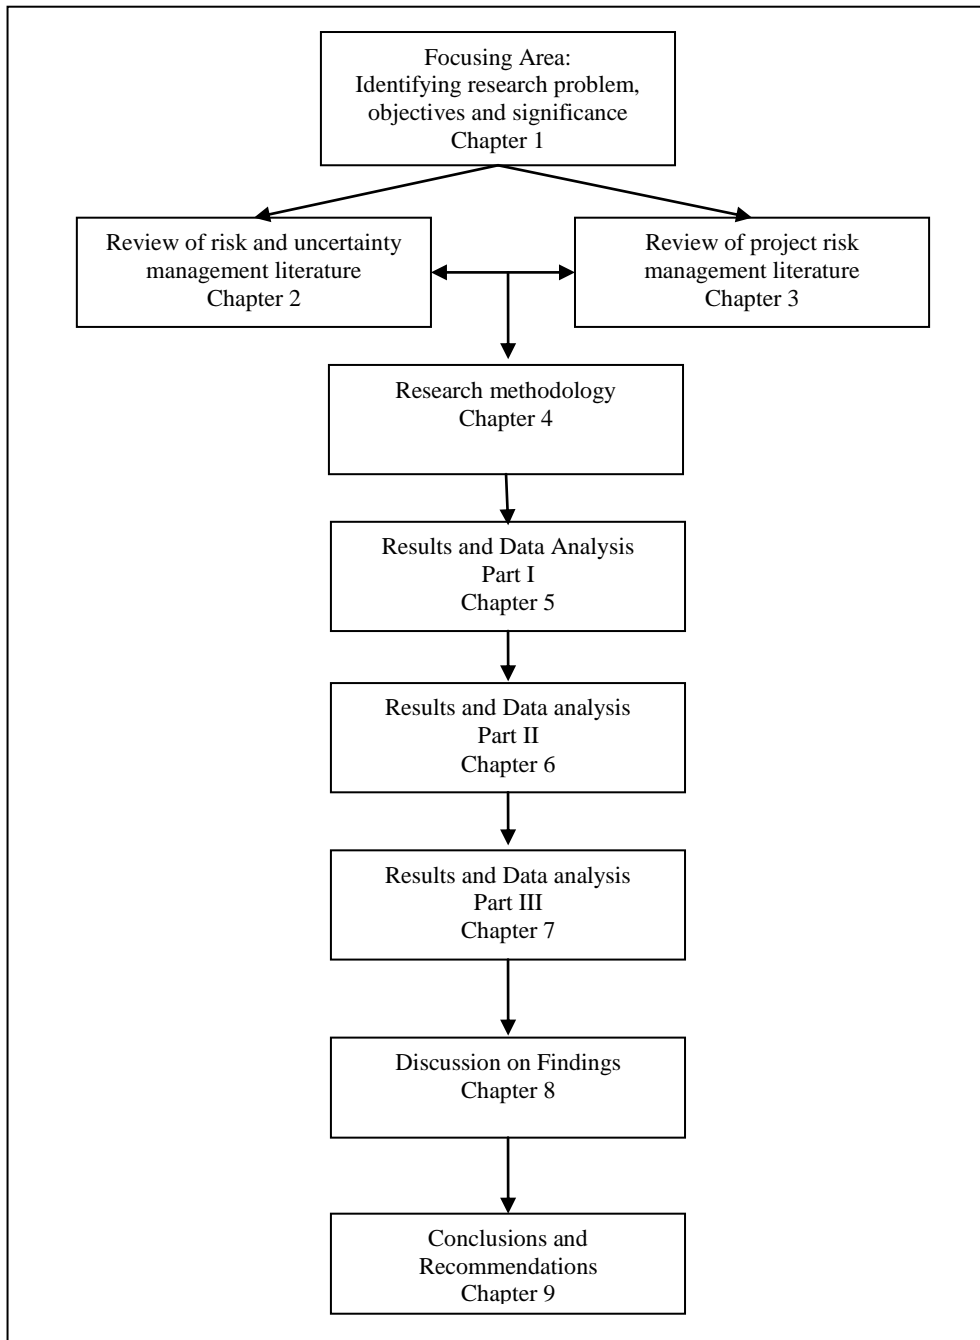 Focusing Area:
Identifying research problem,
objectives and significance
Chapter 1
Review of risk and uncertainty
management literature
Chapter 2
Review of project risk
management literature
Chapter 3
Research methodology
Chapter 4
Results and Data Analysis
Part I
Chapter 5
Results and Data analysis
Part II
Chapter 6
Results and Data analysis
Part III
Chapter 7
Discussion on Findings
Chapter 8
Conclusions and
Recommendations
Chapter 9